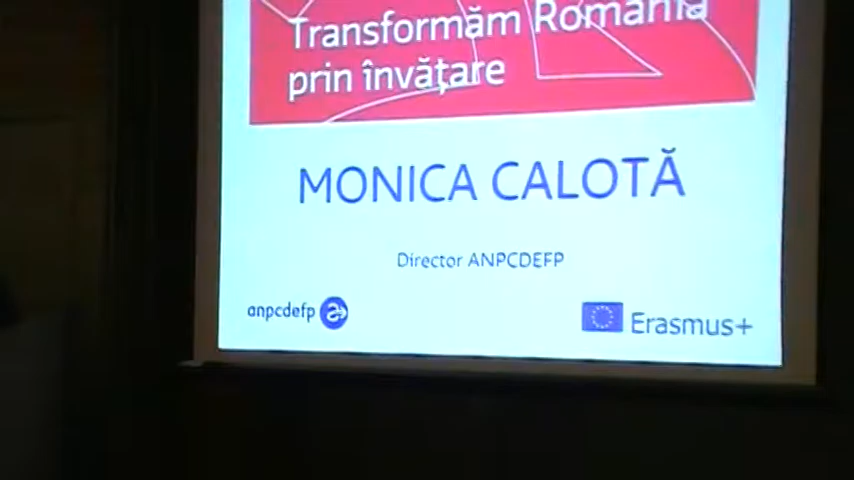 Transformăm România
prin învățare
MONICA CALOTĂ
Director ANPCDEFP
anpcdefp
Erasmus+